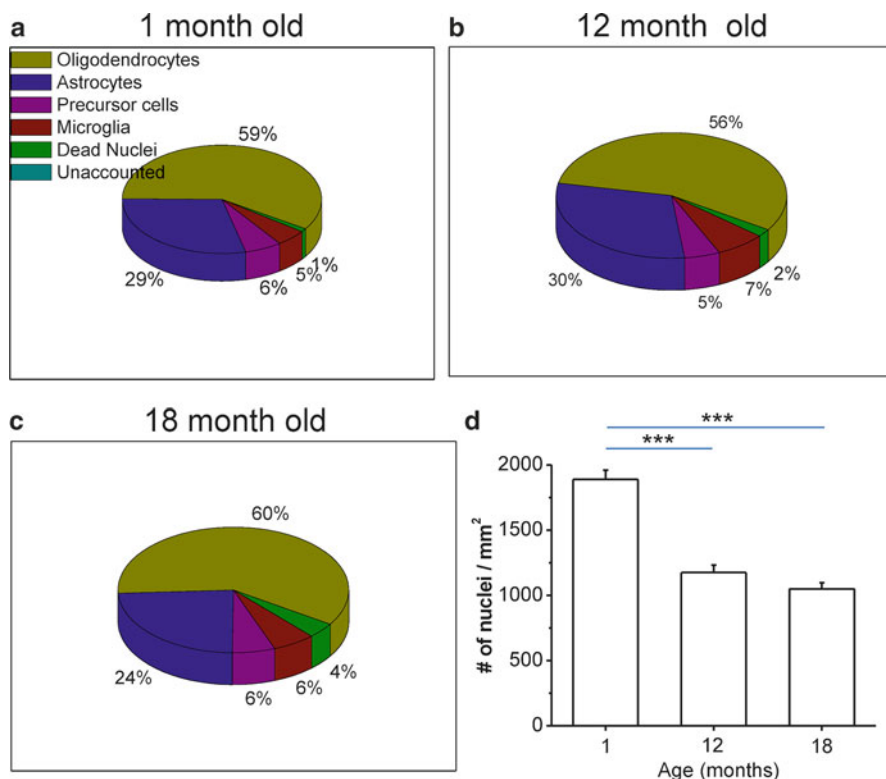 a
1 month old
Oligodendrocytes
Astrocytes
Precursor cells
Microglia
Dead Nuclei
Unaccounted
59%
29%
6%
5%
1%
b
12 month old
56%
30%
5%
7%
2%
c
18 month old
60%
24%
6%
6%
4%
d
***
***
# of nuclei / mm²
2000
1500
1000
500
0
1
12
18
Age (months)